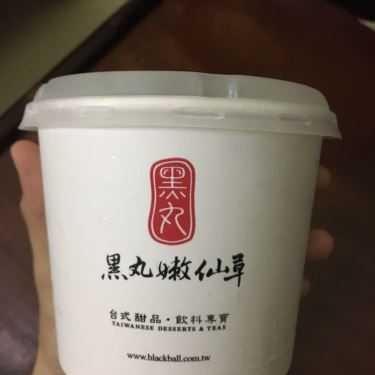 黑丸
黑丸嫩仙草
台式甜品·飲料專賣
TAIWANESE DESSERTS & TEAS
www.blackball.com.tw